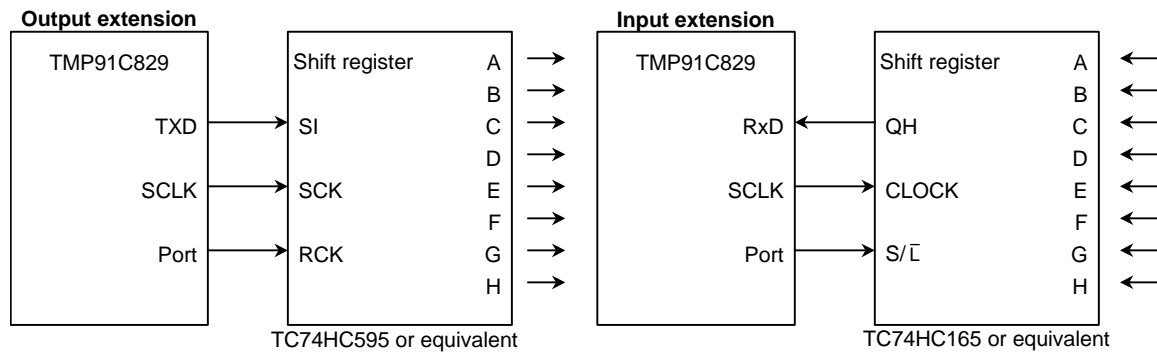 Output extension
TMP91C829
TXD
SCLK
Port
Shift register
SI
SCK
RCK
A
B
C
D
E
F
G
H
TC74HC595 or equivalent
Input extension
TMP91C829
RxD
SCLK
Port
Shift register
QH
CLOCK
S/L̅
A
B
C
D
E
F
G
H
TC74HC165 or equivalent